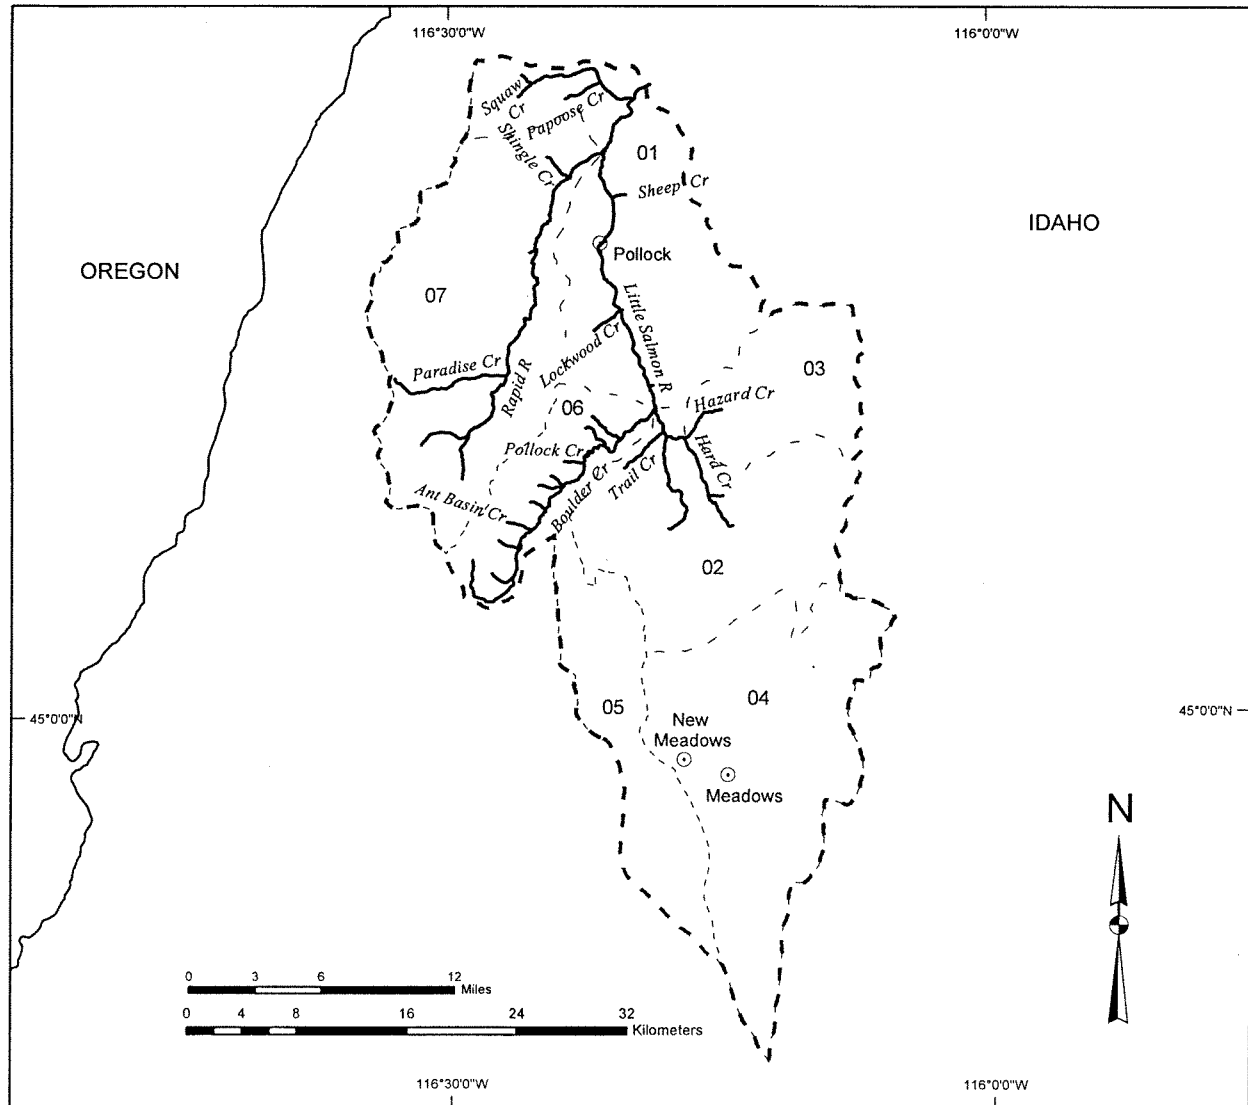 116°30'0"W
116°0'0"W
Squaw
Cr
Papoose Cr
Shingle Cr
01
Sheep Cr
IDAHO
Pollock
OREGON
07
Little Salmon R
Lockwood Cr
Paradise Cr
Rapid R
03
Hazard Cr
06
Pollock Cr
Hard Cr
Trail Cr
Boulder Cr
Ant Basin Cr
02
04
05
45°0'0"N
45°0'0"N
New
Meadows
Meadows
N
0 3 6 12
Miles
0 4 8 16 24 32
Kilometers
116°30'0"W
116°0'0"W